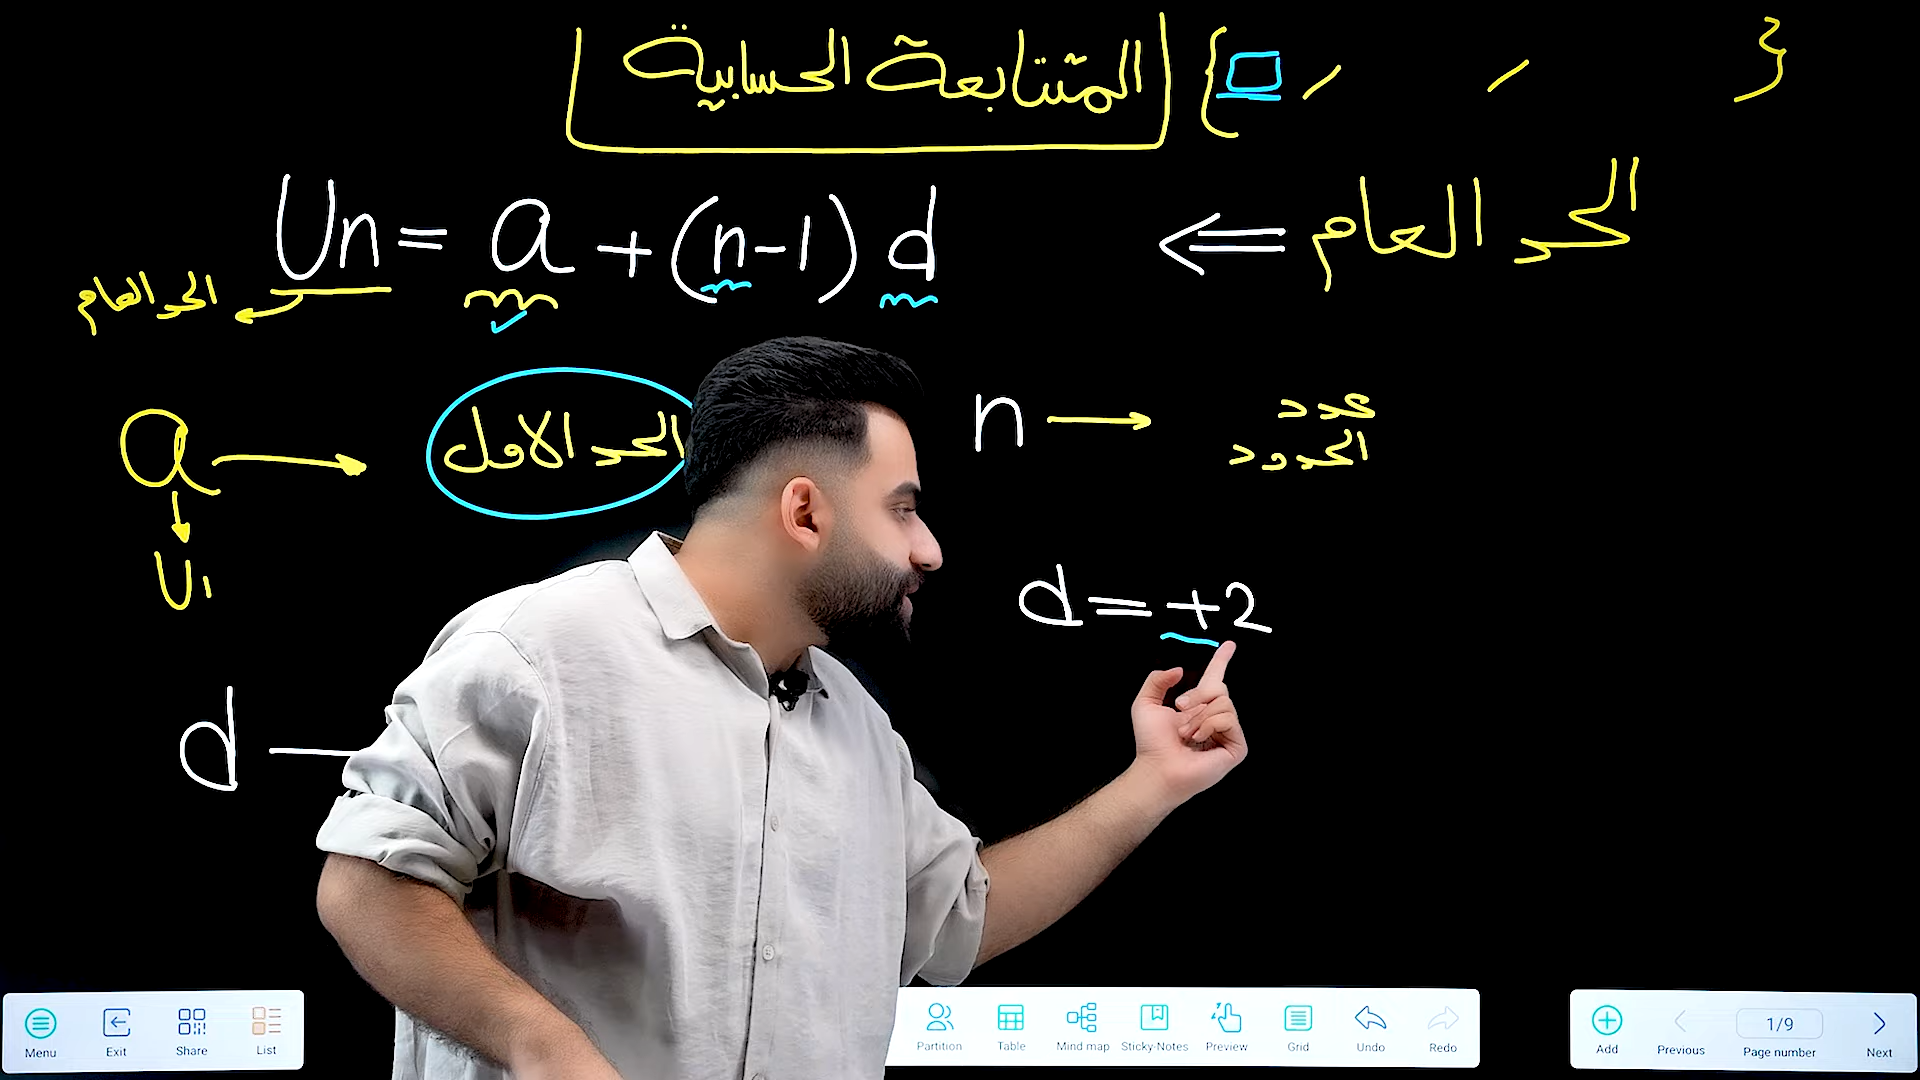 المتتابعة الحسابية { , , }
الحد العام ⇐ Un = a + (n-1) d
الحد العام
a → الحد الاول
U1
n → عدد
الحدود
d = +2
d
Menu Exit Share List Partition Table Mind map Sticky-Notes Preview Grid Undo Redo Add Previous 1/9 Page number Next